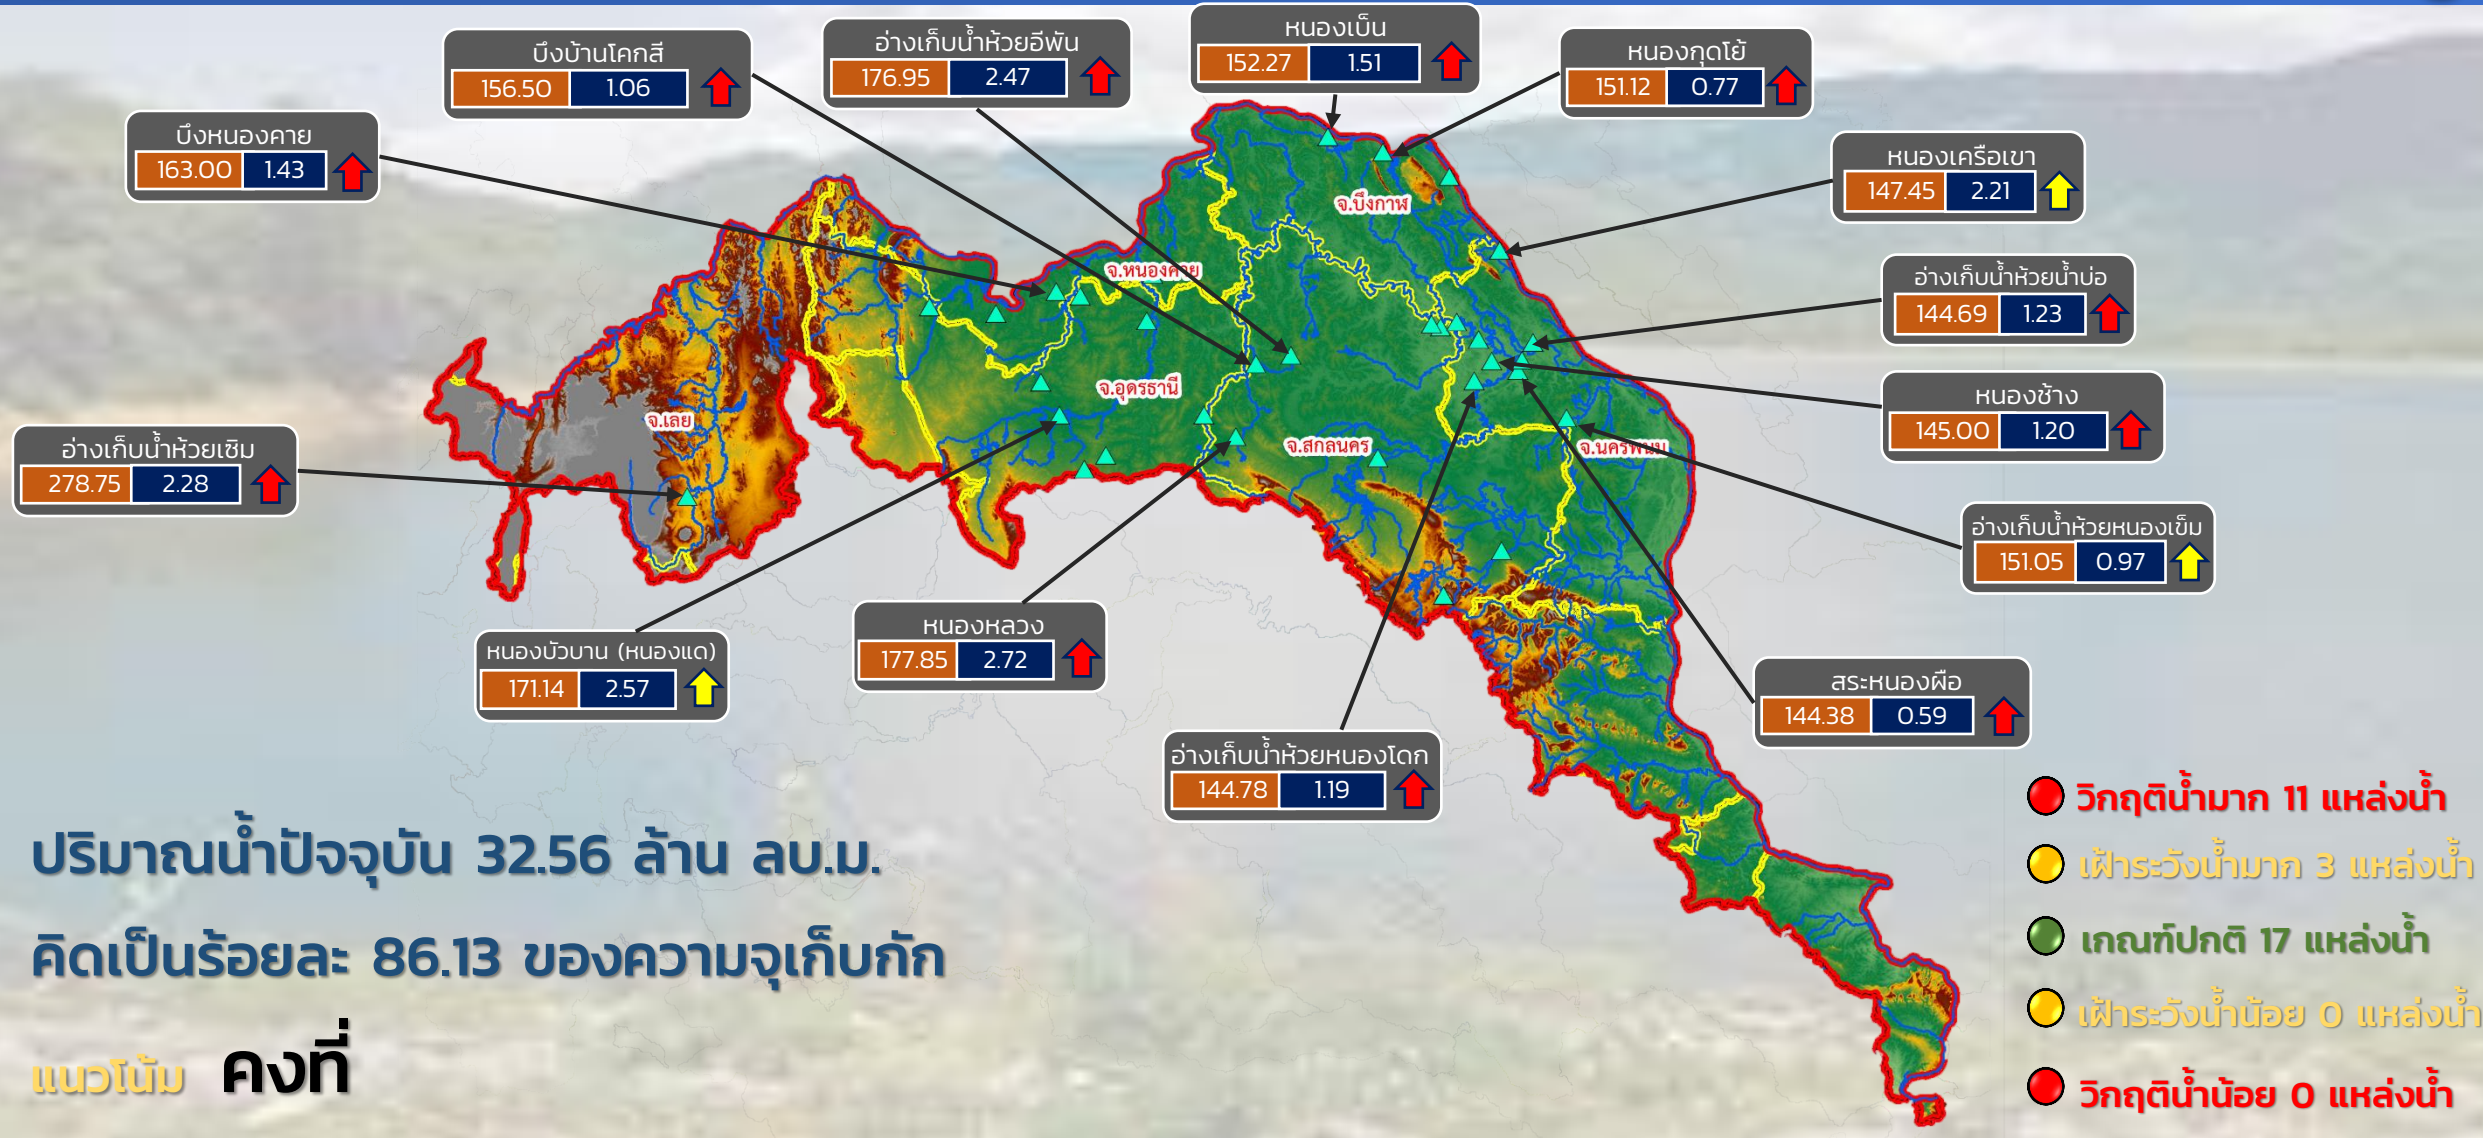 บึงบ้านโคกสี
156.50 1.06
อ่างเก็บน้ำห้วยอีพัน
176.95 2.47
หนองเบ็น
152.27 1.51
หนองกุดโย้
151.12 0.77
บึงหนองคาย
163.00 1.43
หนองเครือเขา
147.45 2.21
อ่างเก็บน้ำห้วยน้ำบ่อ
144.69 1.23
หนองช้าง
145.00 1.20
อ่างเก็บน้ำห้วยเซิม
278.75 2.28
อ่างเก็บน้ำห้วยหนองเข็ม
151.05 0.97
หนองบัวบาน (หนองแด)
171.14 2.57
หนองหลวง
177.85 2.72
สระหนองผือ
144.38 0.59
อ่างเก็บน้ำห้วยหนองโดก
144.78 1.19
จ.บึงกาฬ
จ.หนองคาย
จ.อุดรธานี
จ.เลย
จ.สกลนคร
จ.นครพนม
ปริมาณน้ำปัจจุบัน 32.56 ล้าน ลบ.ม.
คิดเป็นร้อยละ 86.13 ของความจุเก็บกัก
แนวโน้ม คงที่
วิกฤติน้ำมาก 11 แหล่งน้ำ
เฝ้าระวังน้ำมาก 3 แหล่งน้ำ
เกณฑ์ปกติ 17 แหล่งน้ำ
เฝ้าระวังน้ำน้อย 0 แหล่งน้ำ
วิกฤติน้ำน้อย 0 แหล่งน้ำ